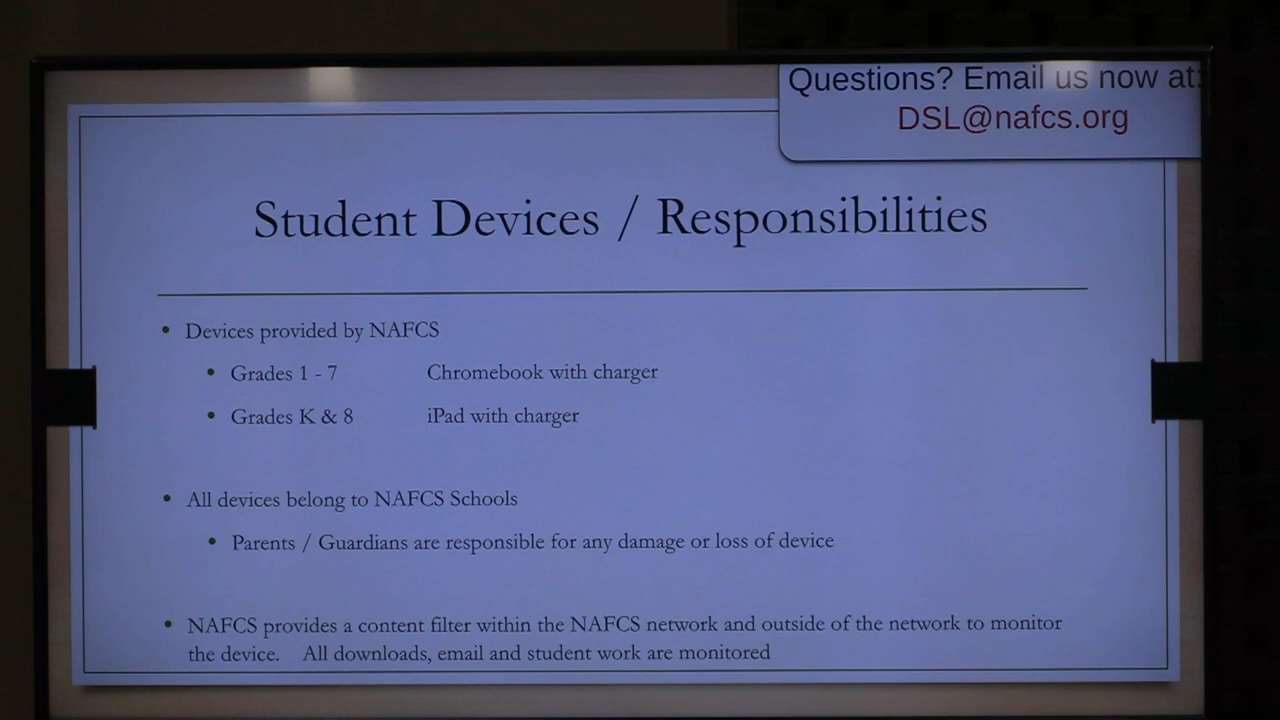 Questions? Email us now at:
DSL@nafcs.org
Student Devices / Responsibilities
• Devices provided by NAFCS
• Grades 1 - 7 Chromebook with charger
• Grades K & 8 iPad with charger
• All devices belong to NAFCS Schools
• Parents / Guardians are responsible for any damage or loss of device
• NAFCS provides a content filter within the NAFCS network and outside of the network to monitor
the device. All downloads, email and student work are monitored